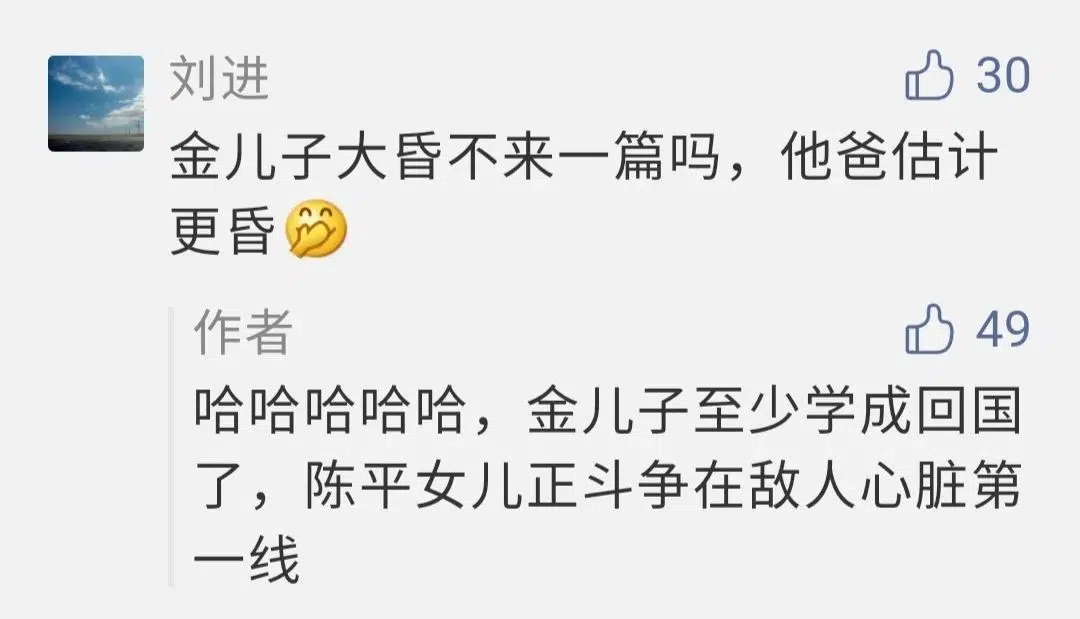 刘进
30
金儿子大昏不来一篇吗，他爸估计
更昏🤭
作者
49
哈哈哈哈哈，金儿子至少学成回国
了，陈平女儿正斗争在敌人心脏第
一线